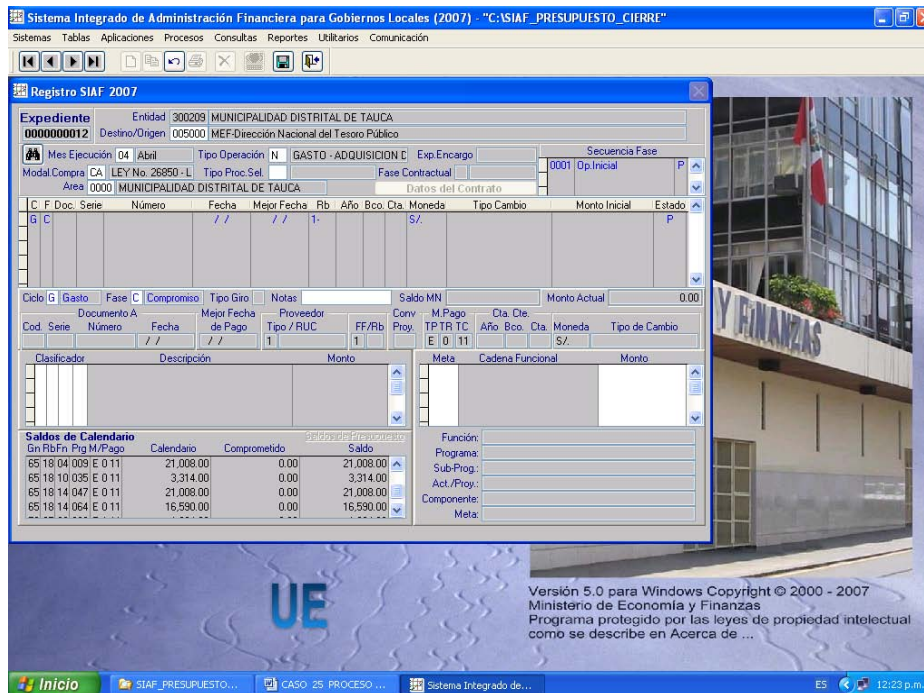 Sistema Integrado de Administración Financiera para Gobiernos Locales (2007) - "C:\SIAF_PRESUPUESTO_CIERRE"
Sistemas Tablas Aplicaciones Procesos Consultas Reportes Utilitarios Comunicación
Registro SIAF 2007
Expediente Entidad 300209 MUNICIPALIDAD DISTRITAL DE TAUCA
0000000012 Destino/Origen 005000 MEF-Dirección Nacional del Tesoro Público
Mes Ejecución 04 Abril Tipo Operación N GASTO - ADQUISICION D Exp.Encargo Secuencia Fase
Modal.Compra CA LEY No. 26850 - L Tipo Proc.Sel. Fase Contractual 0001 Op.Inicial P
Area 0000 MUNICIPALIDAD DISTRITAL DE TAUCA Datos del Contrato
C F Doc. Serie Número Fecha Mejor Fecha Rb Año Bco. Cta. Moneda Tipo Cambio Monto Inicial Estado
G C / / / / 1- S/. P
Ciclo G Gasto Fase C Compromiso Tipo Giro Notas Saldo MN Monto Actual 0.00
Documento A Mejor Fecha Proveedor Conv M.Pago Cta. Cte.
Cod. Serie Número Fecha de Pago Tipo / RUC FF/Rb Proy. TP TR TC Año Bco. Cta. Moneda Tipo de Cambio
/ / / / 1 1 E 0 11 S/.
Clasificador Descripción Monto Meta Cadena Funcional Monto
Saldos de Calendario Saldos de Presupuesto
Gn Rb Fn Prg M/Pago Calendario Comprometido Saldo
65 18 04 009 E 0 11 21,008.00 0.00 21,008.00
65 18 10 035 E 0 11 3,314.00 0.00 3,314.00
65 18 14 047 E 0 11 21,008.00 0.00 21,008.00
65 18 14 064 E 0 11 16,590.00 0.00 16,590.00
Función:
Programa:
Sub-Prog.:
Act./Proy.:
Componente:
Meta:
Y FINANZAS
UE
Versión 5.0 para Windows Copyright © 2000 - 2007
Ministerio de Economía y Finanzas
Programa protegido por las leyes de propiedad intelectual
como se describe en Acerca de ...
Inicio SIAF_PRESUPUESTO... CASO 25 PROCESO ... Sistema Integrado de... ES 12:23 p.m.